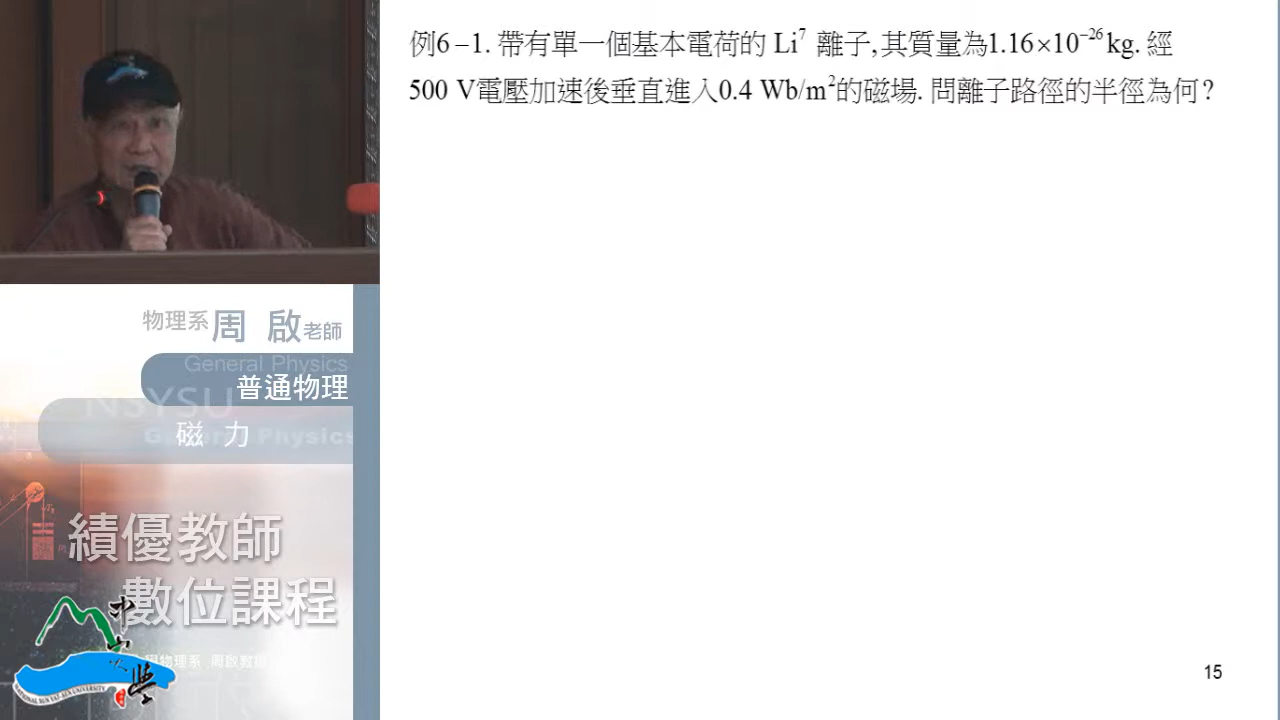 例6–1. 帶有單一個基本電荷的 Li⁷ 離子,其質量為1.16×10⁻²⁶kg. 經
500 V電壓加速後垂直進入0.4 Wb/m²的磁場. 問離子路徑的半徑為何?
物理系周 啟老師
General Physics
普通物理
NSYSU
磁 力
General Physics
績優教師
數位課程
15